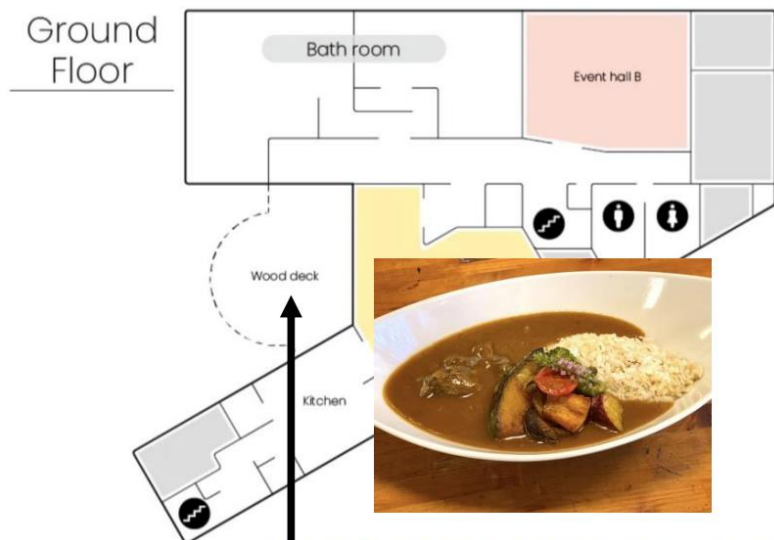 Ground
Floor
Bath room
Event hall B
Wood deck
Kitchen